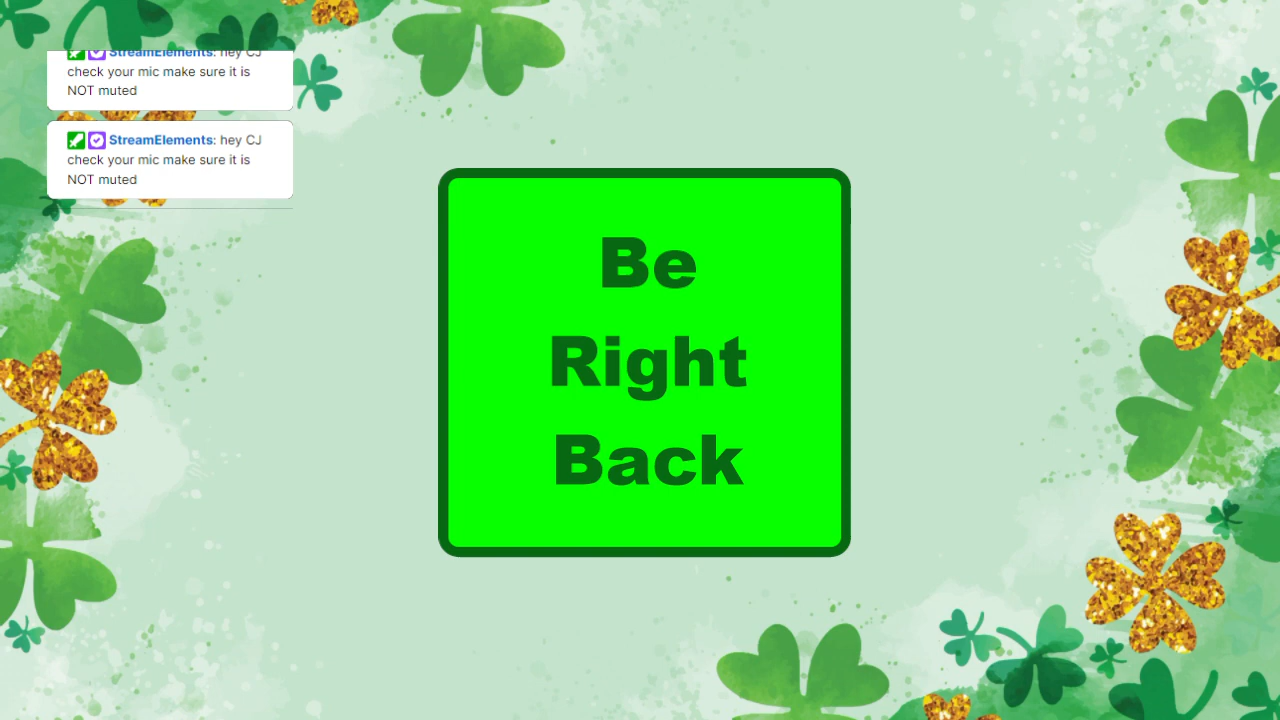 StreamElements: hey CJ
check your mic make sure it is
NOT muted
StreamElements: hey CJ
check your mic make sure it is
NOT muted
Be
Right
Back